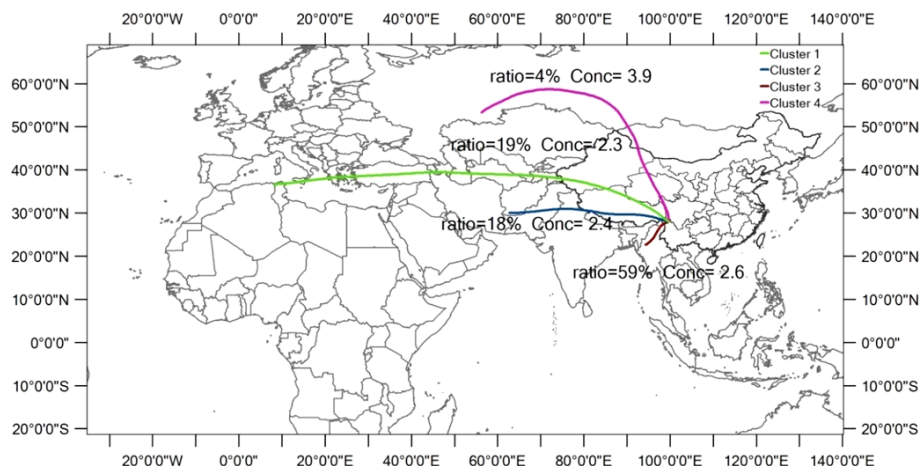 20°0'0"W 0°0'0" 20°0'0"E 40°0'0"E 60°0'0"E 80°0'0"E 100°0'0"E 120°0'0"E 140°0'0"E
Cluster 1
Cluster 2
Cluster 3
Cluster 4
60°0'0"N ratio=4% Conc= 3.9 60°0'0"N
50°0'0"N 50°0'0"N
ratio=19% Conc= 2.3
40°0'0"N 40°0'0"N
30°0'0"N 30°0'0"N
ratio=18% Conc= 2.4
20°0'0"N 20°0'0"N
ratio=59% Conc= 2.6
10°0'0"N 10°0'0"N
0°0'0" 0°0'0"
10°0'0"S 10°0'0"S
20°0'0"S 20°0'0"S
20°0'0"W 0°0'0" 20°0'0"E 40°0'0"E 60°0'0"E 80°0'0"E 100°0'0"E 120°0'0"E 140°0'0"E